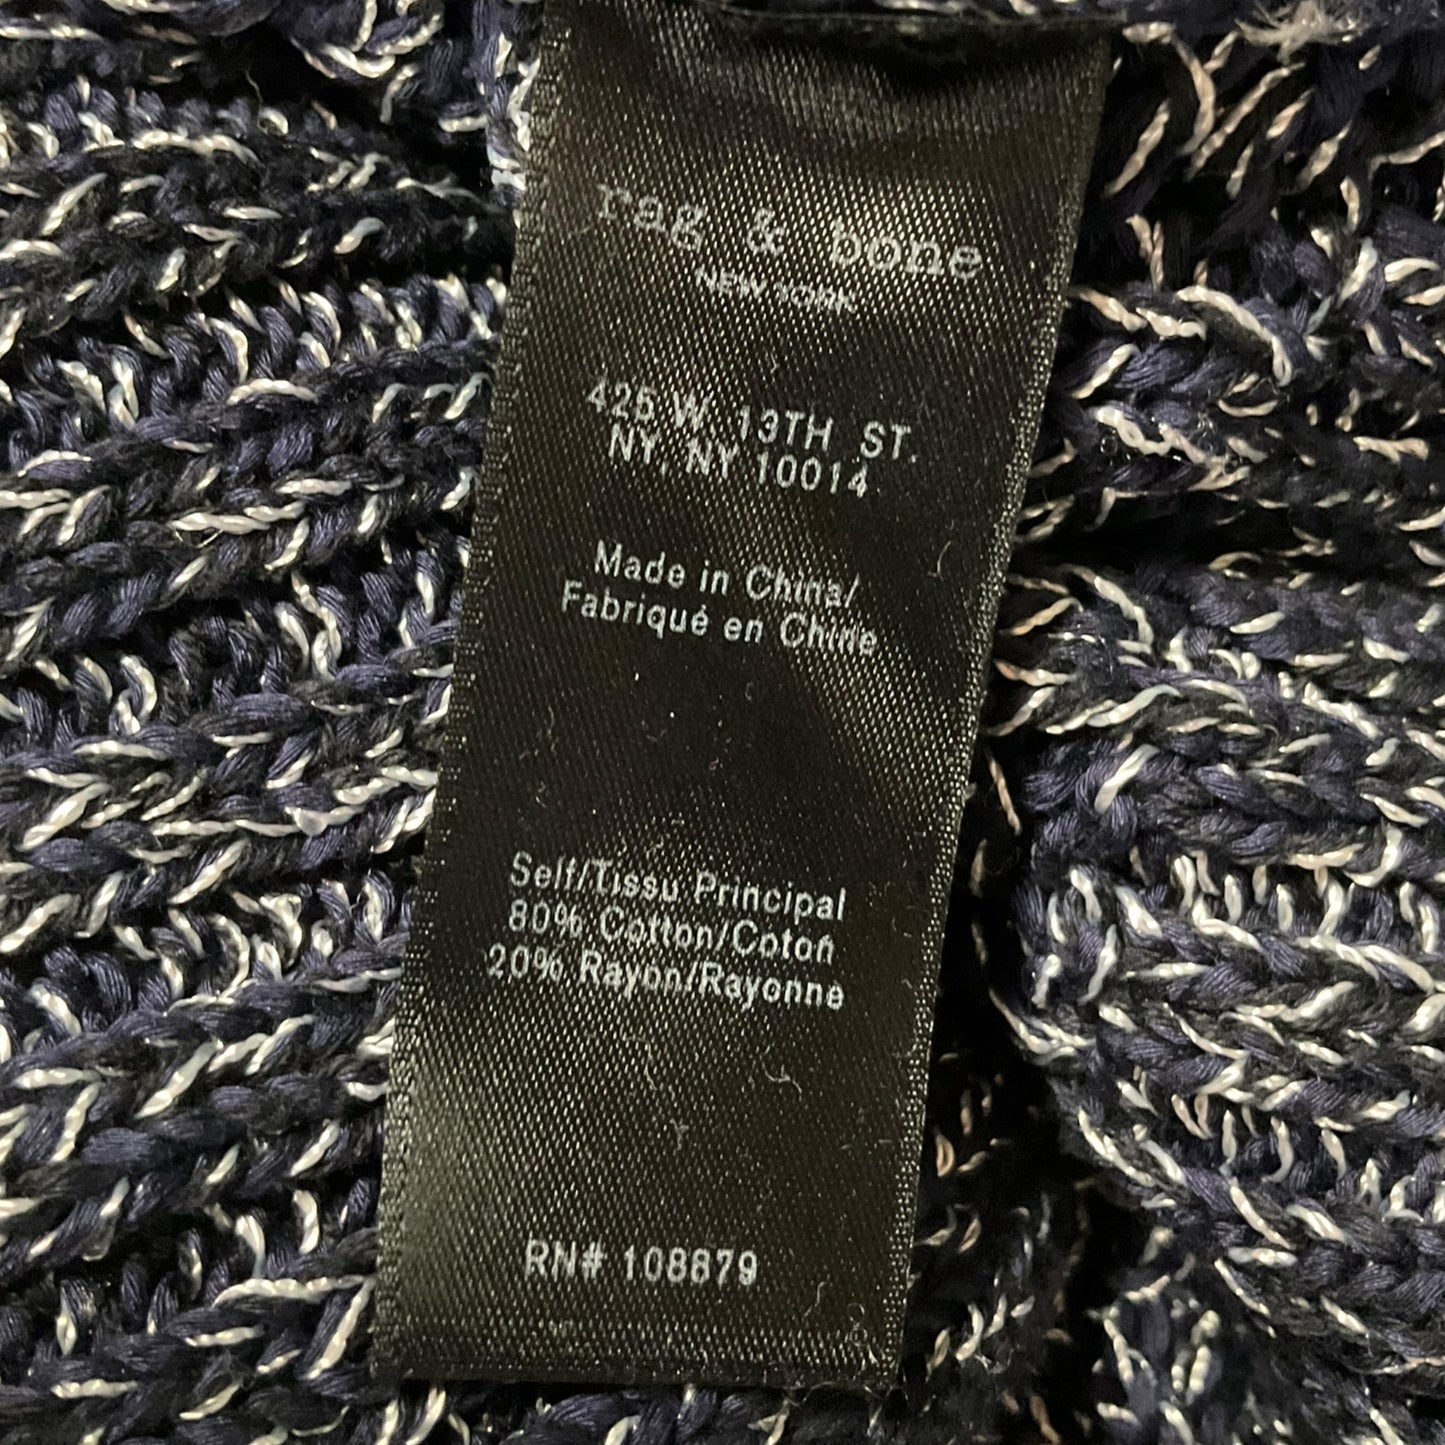 rag & bone
NEW YORK
425 W. 13TH ST.
NY, NY 10014
Made in China/
Fabriqué en Chine
Self/Tissu Principal
80% Cotton/Coton
20% Rayon/Rayonne
RN# 108879